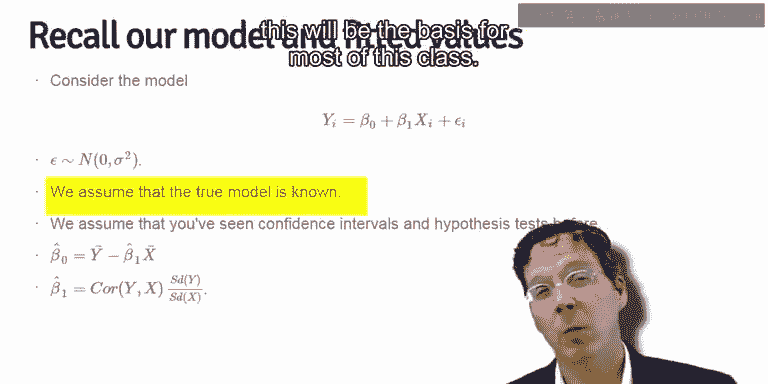 Recall our model and fitted values
this will be the basis for
most of this class.
· Consider the model
Y_i = β_0 + β_1 X_i + ϵ_i
· ϵ ∼ N(0, σ²).
· We assume that the true model is known.
· We assume that you've seen confidence intervals and hypothesis tests before.
· β̂_0 = Ȳ − β̂_1 X̄
· β̂_1 = Cor(Y, X) Sd(Y)/Sd(X).